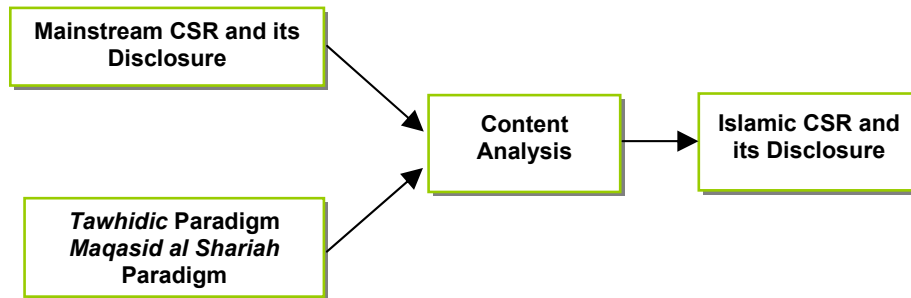 Mainstream CSR and its
Disclosure
Content
Analysis
Islamic CSR and
its Disclosure
Tawhidic Paradigm
Maqasid al Shariah
Paradigm